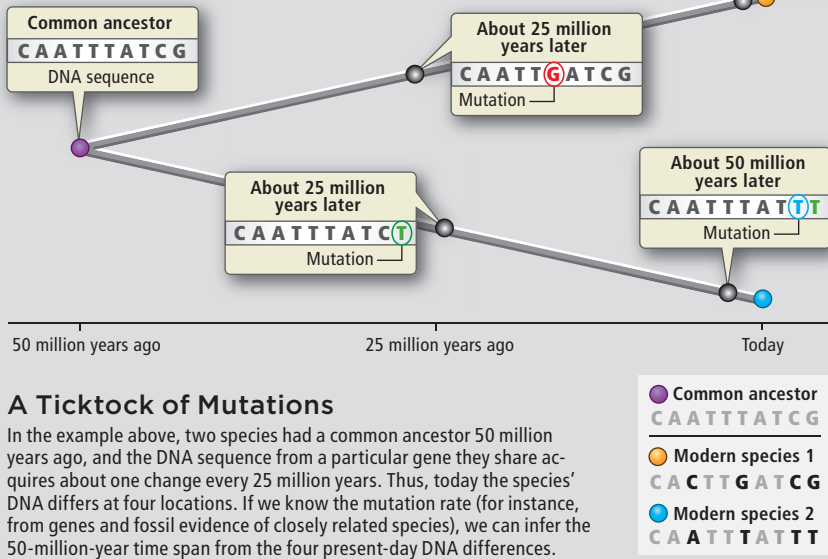 Common ancestor
C A A T T T A T C G
DNA sequence
About 25 million
years later
C A A T T G A T C G
Mutation
About 25 million
years later
C A A T T T A T C T
Mutation
About 50 million
years later
C A A T T T A T T T
Mutation
50 million years ago
25 million years ago
Today
A Ticktock of Mutations
In the example above, two species had a common ancestor 50 million
years ago, and the DNA sequence from a particular gene they share ac-
quires about one change every 25 million years. Thus, today the species’
DNA differs at four locations. If we know the mutation rate (for instance,
from genes and fossil evidence of closely related species), we can infer the
50-million-year time span from the four present-day DNA differences.
Common ancestor
C A A T T T A T C G
Modern species 1
C A C T T G A T C G
Modern species 2
C A A T T T A T T T